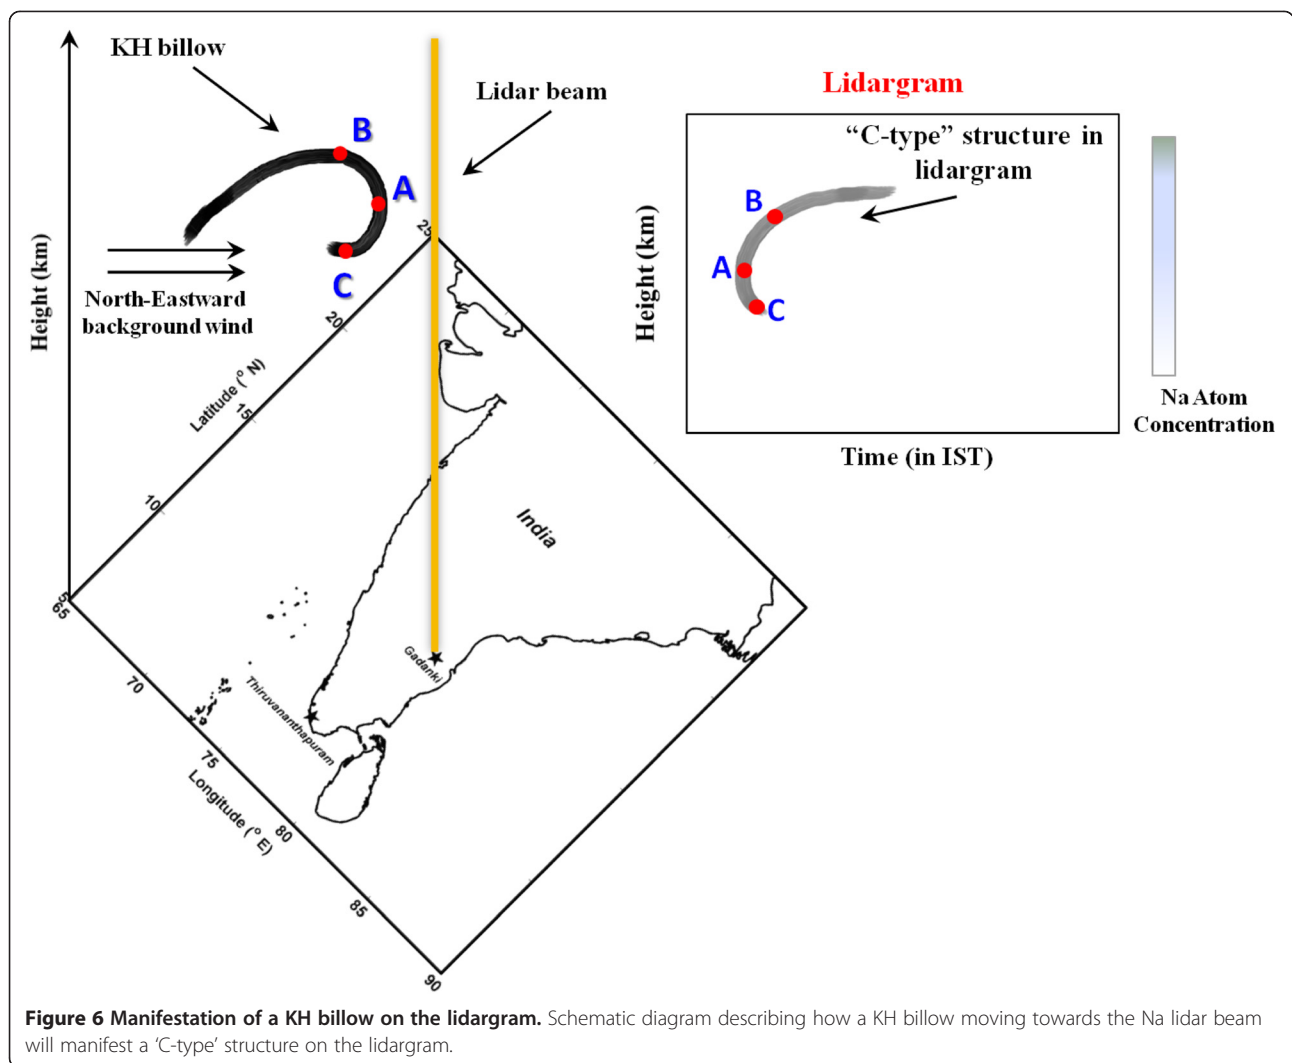 KH billow
Lidar beam
B
A
C
North-Eastward
background wind
Height (km)
Lidargram
"C-type" structure in
lidargram
B
A
C
Height (km)
Time (in IST)
Na Atom
Concentration
25
20
15
10
5
Latitude (° N)
65
70
75
80
85
90
Longitude (° E)
India
Gadanki
Thiruvananthapuram
Figure 6 Manifestation of a KH billow on the lidargram. Schematic diagram describing how a KH billow moving towards the Na lidar beam
will manifest a 'C-type' structure on the lidargram.